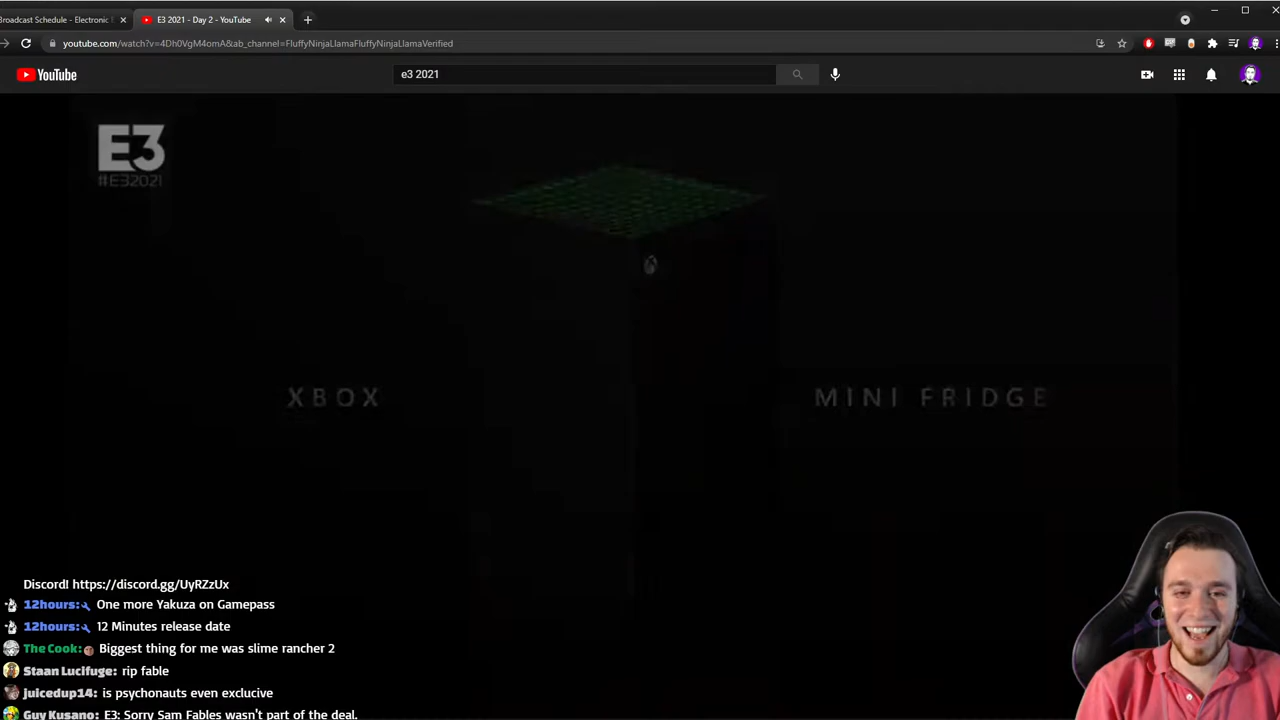 Broadcast Schedule - Electronic E
E3 2021 - Day 2 - YouTube
youtube.com/watch?v=4Dh0VgM4omA&ab_channel=FluffyNinjaLlamaFluffyNinjaLlamaVerified
YouTube
e3 2021
E3
#E32021
XBOX
MINI FRIDGE
Discord! https://discord.gg/UyRZzUx
12hours: One more Yakuza on Gamepass
12hours: 12 Minutes release date
The Cook: Biggest thing for me was slime rancher 2
Staan Lucifuge: rip fable
juicedup14: is psychonauts even exclucive
Guy Kusano: E3: Sorry Sam Fables wasn't part of the deal.